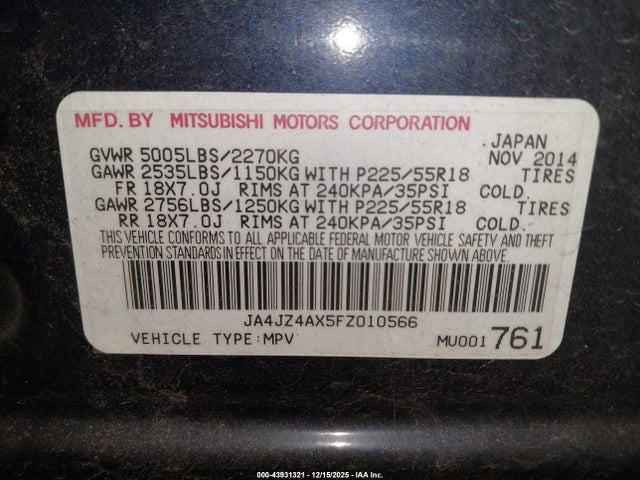 MFD. BY MITSUBISHI MOTORS CORPORATION
JAPAN
GVWR 5005LBS/2270KG NOV 2014
GAWR 2535LBS/1150KG WITH P225/55R18 TIRES
FR 18X7.0J RIMS AT 240KPA/35PSI COLD.
GAWR 2756LBS/1250KG WITH P225/55R18 TIRES
RR 18X7.0J RIMS AT 240KPA/35PSI COLD.
THIS VEHICLE CONFORMS TO ALL APPLICABLE FEDERAL MOTOR VEHICLE SAFETY AND THEFT
PREVENTION STANDARDS IN EFFECT ON THE DATE OF MANUFACTURE SHOWN ABOVE.
JA4JZ4AX5FZ010566
VEHICLE TYPE:MPV MU001 761
000-43931321 - 12/15/2025 - IAA Inc.